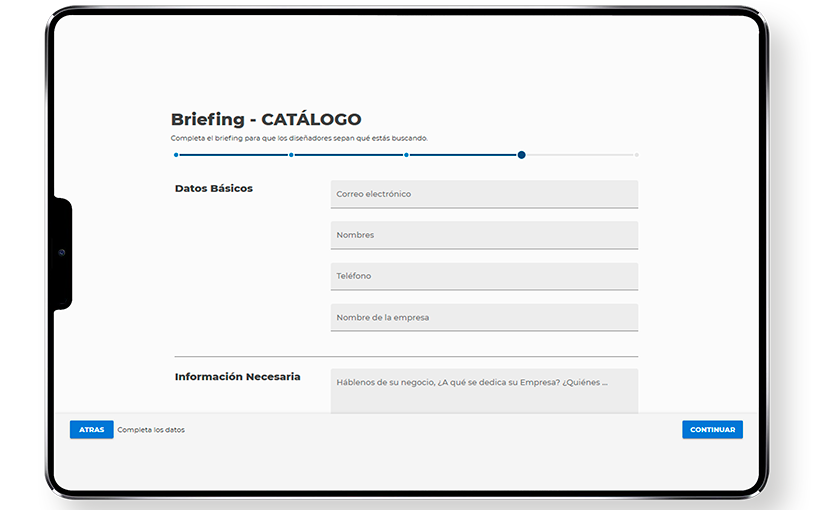 Briefing - CATÁLOGO
Completa el briefing para que los diseñadores sepan qué estás buscando.
Datos Básicos
Correo electrónico
Nombres
Teléfono
Nombre de la empresa
Información Necesaria
Háblenos de su negocio, ¿A qué se dedica su Empresa? ¿Quiénes ...
ATRAS
Completa los datos
CONTINUAR